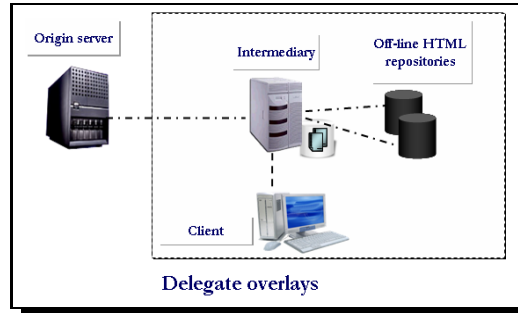 Origin server
Intermediary
Off-line HTML
repositories
Client
Delegate overlays